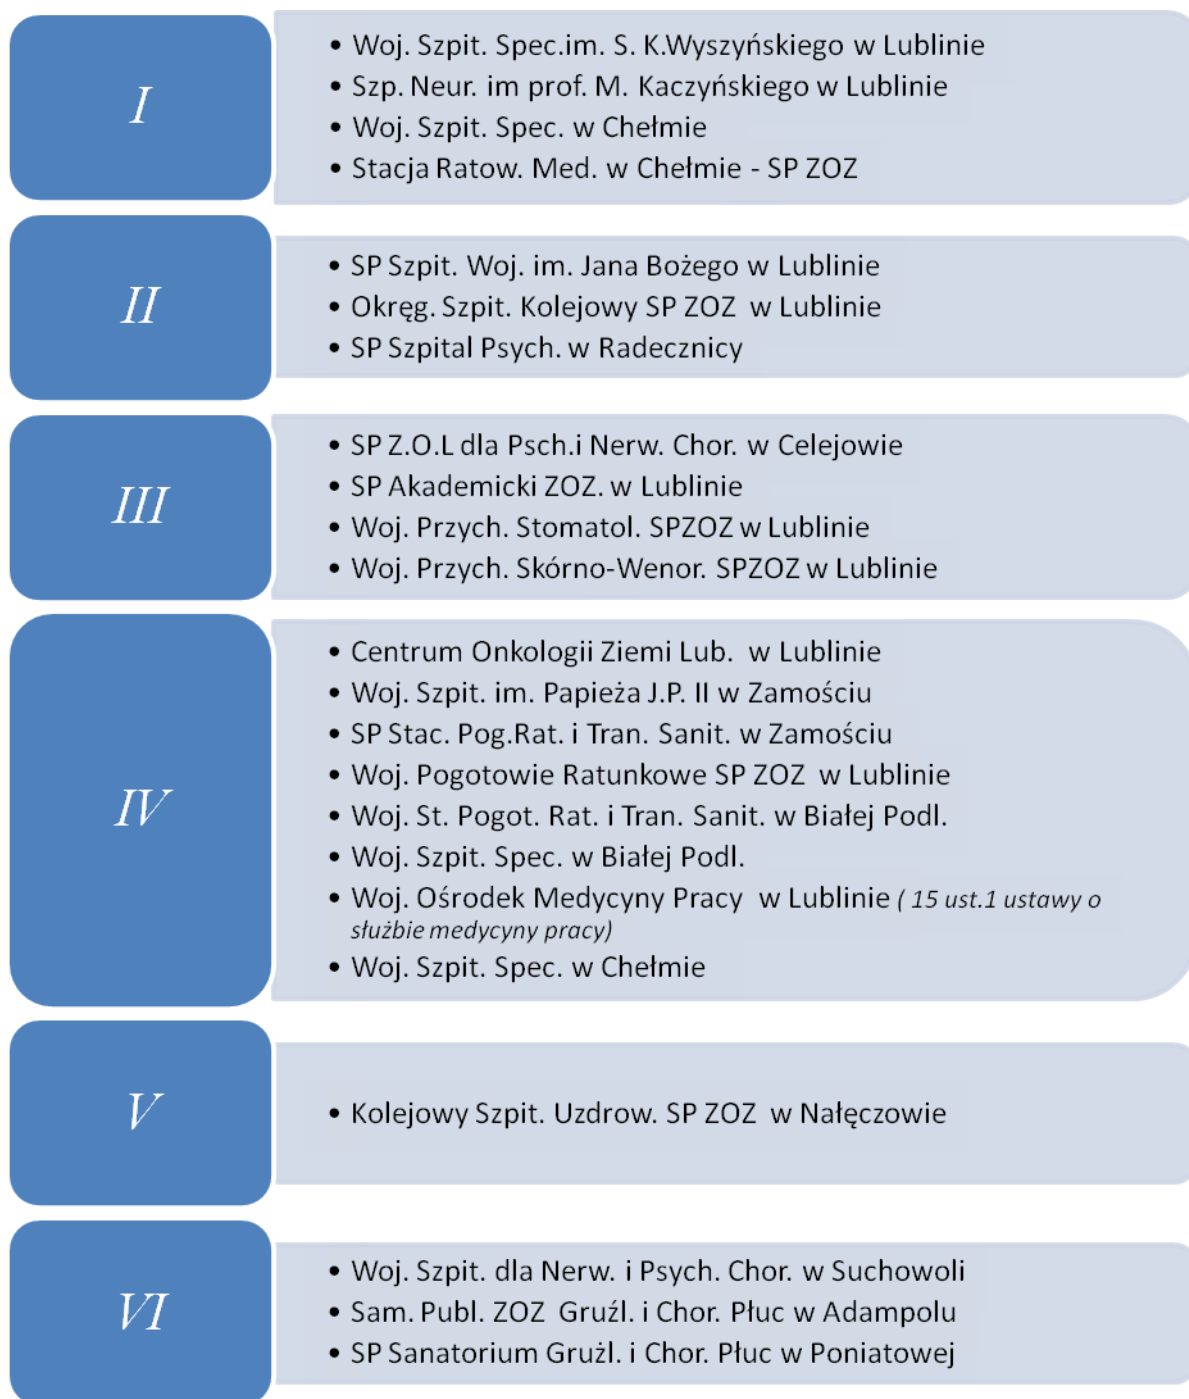 I
• Woj. Szpit. Spec.im. S. K.Wyszyńskiego w Lublinie
• Szp. Neur. im prof. M. Kaczyńskiego w Lublinie
• Woj. Szpit. Spec. w Chełmie
• Stacja Ratow. Med. w Chełmie - SP ZOZ
II
• SP Szpit. Woj. im. Jana Bożego w Lublinie
• Okręg. Szpit. Kolejowy SP ZOZ w Lublinie
• SP Szpital Psych. w Radecznicy
III
• SP Z.O.L dla Psch.i Nerw. Chor. w Celejowie
• SP Akademicki ZOZ. w Lublinie
• Woj. Przych. Stomatol. SPZOZ w Lublinie
• Woj. Przych. Skórno-Wenor. SPZOZ w Lublinie
IV
• Centrum Onkologii Ziemi Lub. w Lublinie
• Woj. Szpit. im. Papieża J.P. II w Zamościu
• SP Stac. Pog.Rat. i Tran. Sanit. w Zamościu
• Woj. Pogotowie Ratunkowe SP ZOZ w Lublinie
• Woj. St. Pogot. Rat. i Tran. Sanit. w Białej Podl.
• Woj. Szpit. Spec. w Białej Podl.
• Woj. Ośrodek Medycyny Pracy w Lublinie ( 15 ust.1 ustawy o
służbie medycyny pracy)
• Woj. Szpit. Spec. w Chełmie
V
• Kolejowy Szpit. Uzdrow. SP ZOZ w Nałęczowie
VI
• Woj. Szpit. dla Nerw. i Psych. Chor. w Suchowoli
• Sam. Publ. ZOZ Gruźl. i Chor. Płuc w Adampolu
• SP Sanatorium Grużl. i Chor. Płuc w Poniatowej